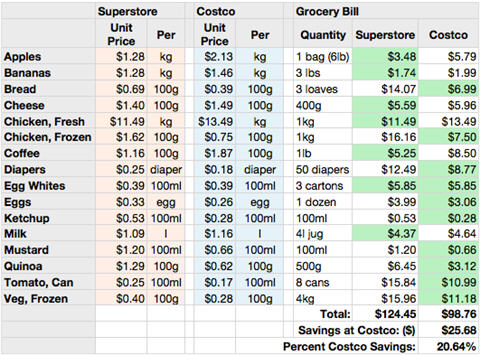 Superstore Costco Grocery Bill
Unit Price Per Unit Price Per Quantity Superstore Costco
Apples $1.28 kg $2.13 kg 1 bag (6lb) $3.48 $5.79
Bananas $1.28 kg $1.46 kg 3 lbs $1.74 $1.99
Bread $0.69 100g $0.39 100g 3 loaves $14.07 $6.99
Cheese $1.40 100g $1.49 100g 400g $5.59 $5.96
Chicken, Fresh $11.49 kg $13.49 kg 1kg $11.49 $13.49
Chicken, Frozen $1.62 100g $0.75 100g 1kg $16.16 $7.50
Coffee $1.16 100g $1.87 100g 1lb $5.25 $8.50
Diapers $0.25 diaper $0.18 diaper 50 diapers $12.49 $8.77
Egg Whites $0.39 100ml $0.39 100ml 3 cartons $5.85 $5.85
Eggs $0.33 egg $0.26 egg 1 dozen $3.99 $3.06
Ketchup $0.53 100ml $0.28 100ml 100ml $0.53 $0.28
Milk $1.09 l $1.16 l 4l jug $4.37 $4.64
Mustard $1.20 100ml $0.66 100ml 100ml $1.20 $0.66
Quinoa $1.29 100g $0.62 100g 500g $6.45 $3.12
Tomato, Can $0.25 100ml $0.17 100ml 8 cans $15.84 $10.99
Veg, Frozen $0.40 100g $0.28 100g 4kg $15.96 $11.18
Total: $124.45 $98.76
Savings at Costco: ($) $25.68
Percent Costco Savings: 20.64%